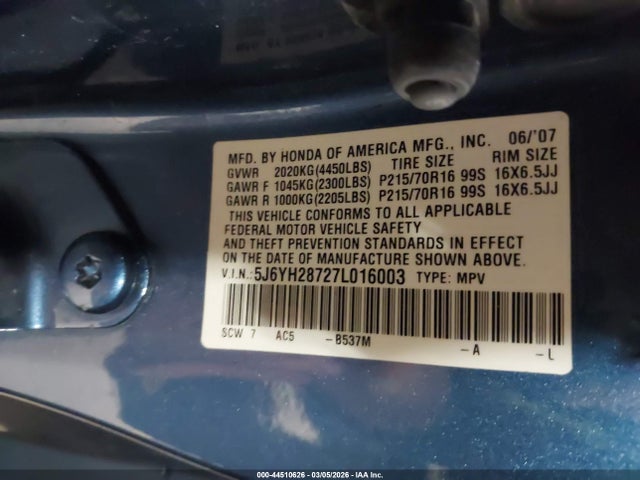 MFD. BY HONDA OF AMERICA MFG., INC. 06/'07
GVWR 2020KG(4450LBS) TIRE SIZE RIM SIZE
GAWR F 1045KG(2300LBS) P215/70R16 99S 16X6.5JJ
GAWR R 1000KG(2205LBS) P215/70R16 99S 16X6.5JJ
THIS VEHICLE CONFORMS TO ALL APPLICABLE
FEDERAL MOTOR VEHICLE SAFETY
AND THEFT PREVENTION STANDARDS IN EFFECT
ON THE DATE OF MANUFACTURE SHOWN ABOVE.
V.I.N.: 5J6YH28727L016003 TYPE: MPV
SCW 7 AC5 -B537M -A -L
000-44510626 - 03/05/2026 - IAA Inc.